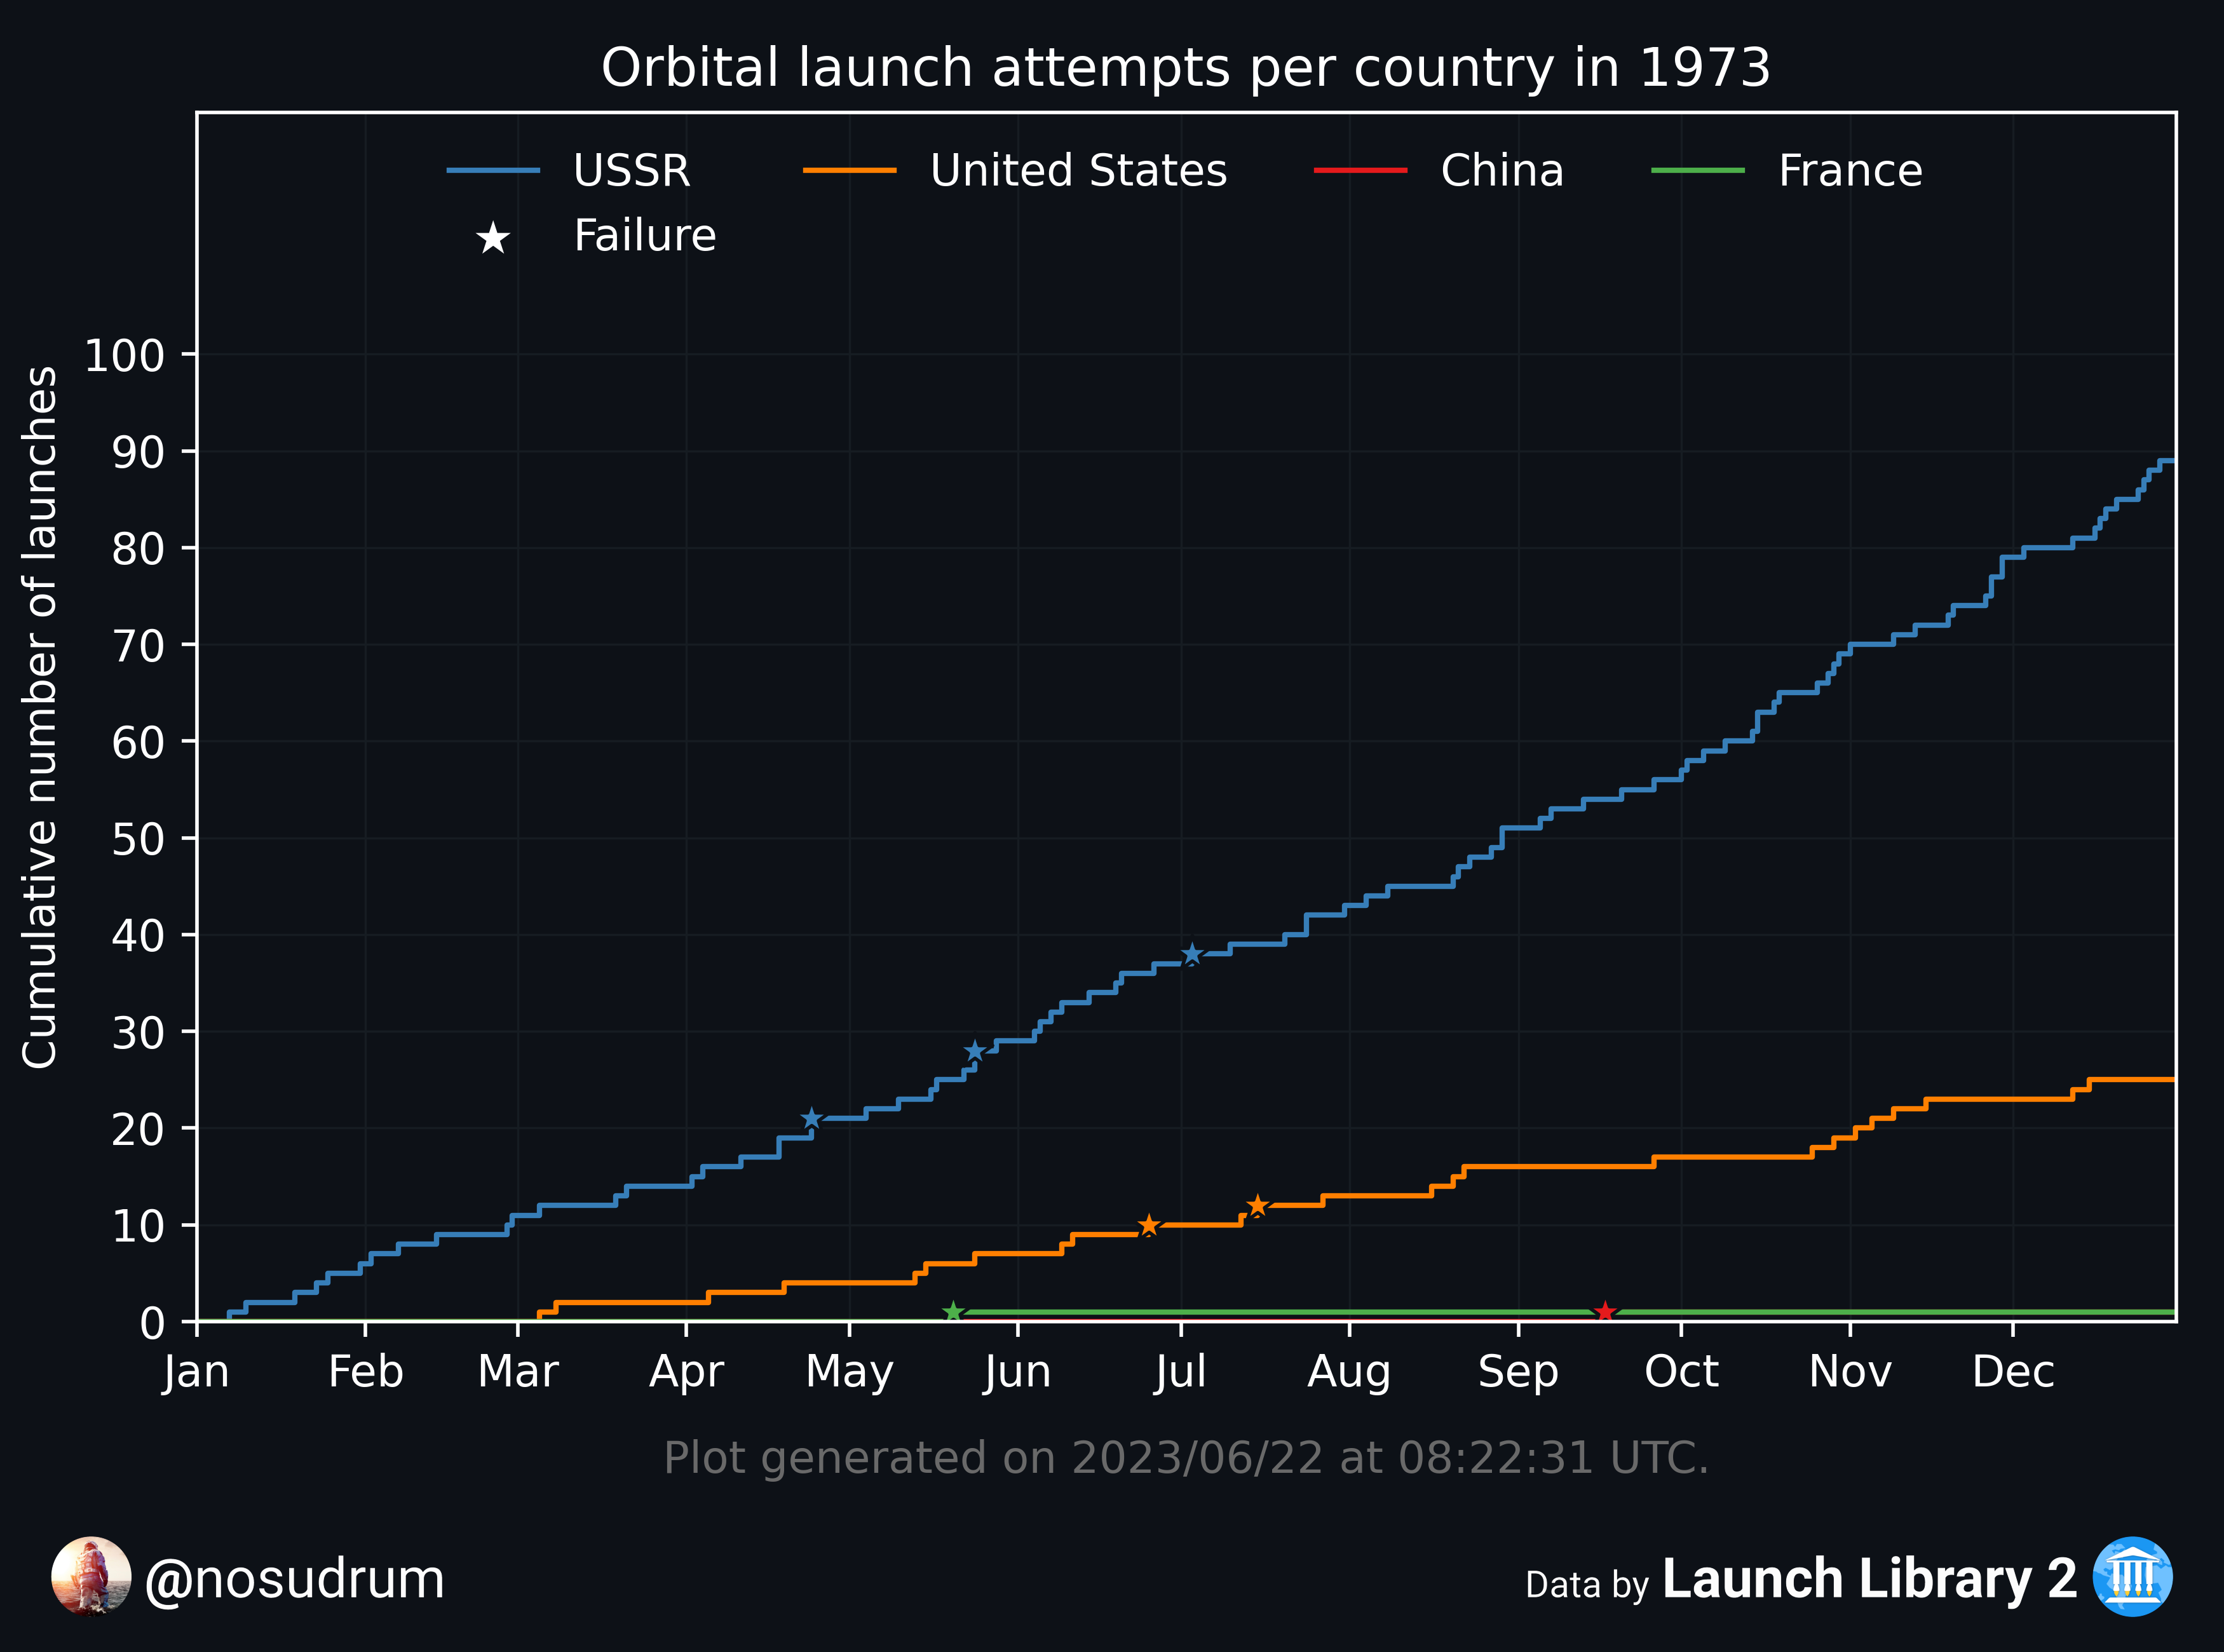 Orbital launch attempts per country in 1973
USSR United States China France
Failure
Cumulative number of launches
100
90
80
70
60
50
40
30
20
10
0
Jan Feb Mar Apr May Jun Jul Aug Sep Oct Nov Dec
Plot generated on 2023/06/22 at 08:22:31 UTC.
@nosudrum
Data by Launch Library 2